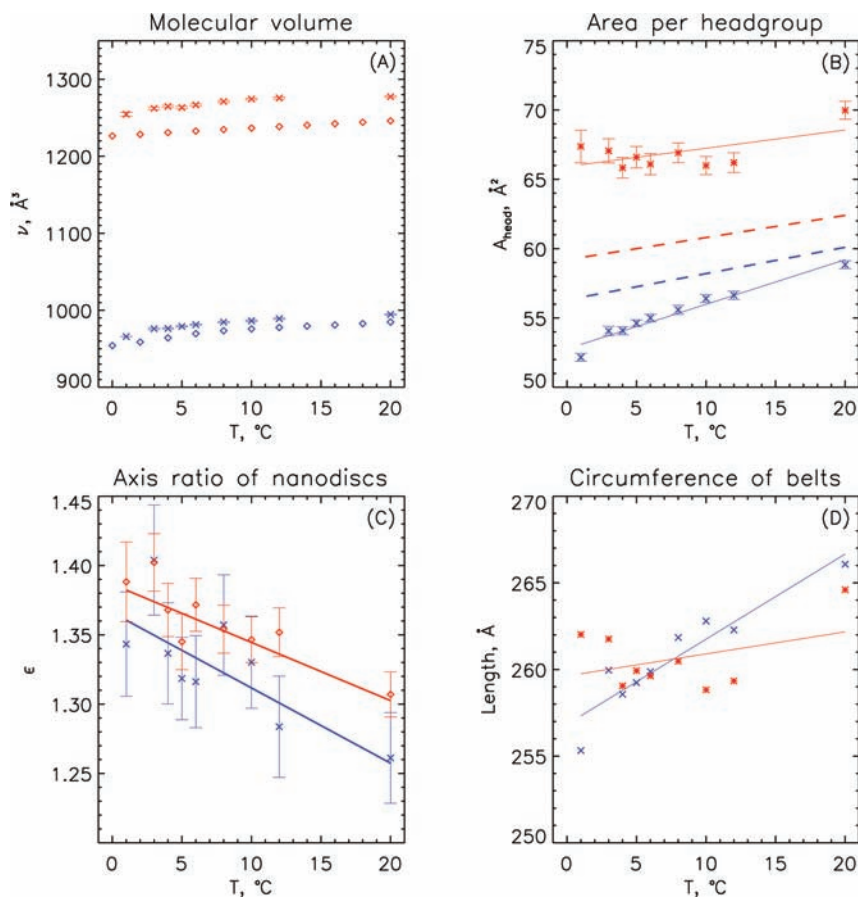 Molecular volume
(A)
1300
1200
1100
1000
900
ν, Å³
0 5 10 15 20
T, °C
Area per headgroup
(B)
70
65
60
55
50
A_head, Å²
0 5 10 15 20
T, °C
Axis ratio of nanodiscs
(C)
1.45
1.40
1.35
1.30
1.25
ϵ
0 5 10 15 20
T, °C
Circumference of belts
(D)
270
265
260
255
250
Length, Å
0 5 10 15 20
T, °C